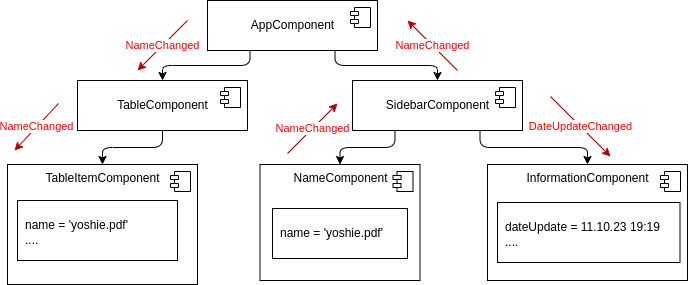 AppComponent
NameChanged
NameChanged
TableComponent
SidebarComponent
NameChanged
NameChanged
DateUpdateChanged
TableItemComponent
NameComponent
InformationComponent
name = 'yoshie.pdf'
....
name = 'yoshie.pdf'
dateUpdate = 11.10.23 19:19
....